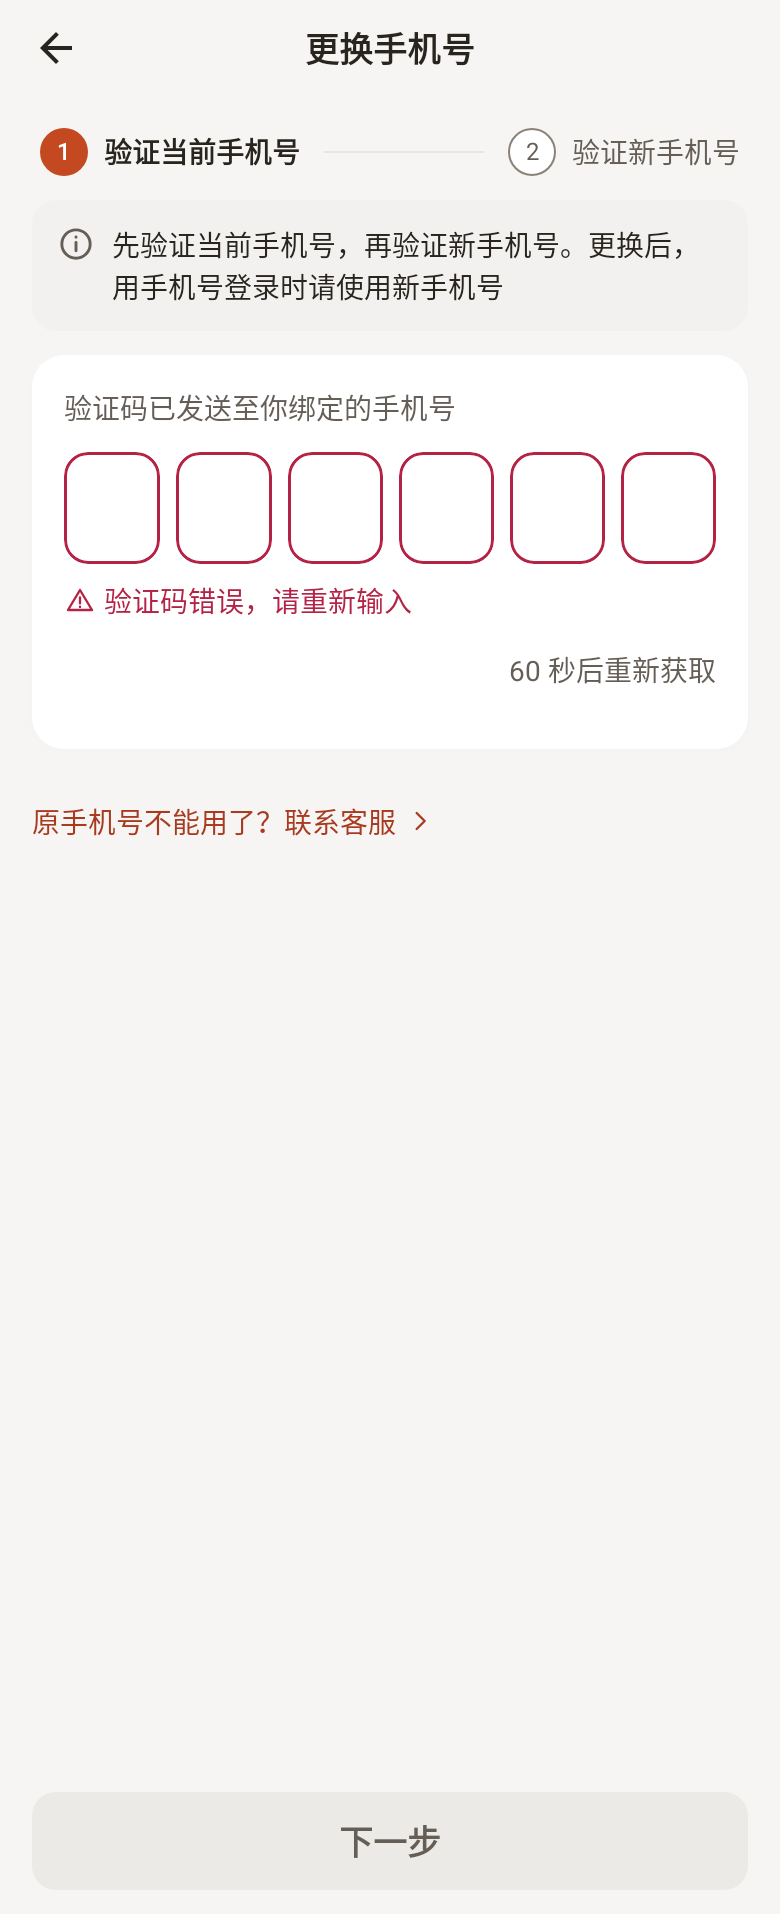 更换手机号
1 验证当前手机号 2 验证新手机号
先验证当前手机号，再验证新手机号。更换后，
用手机号登录时请使用新手机号
验证码已发送至你绑定的手机号
验证码错误，请重新输入
60 秒后重新获取
原手机号不能用了？联系客服
下一步